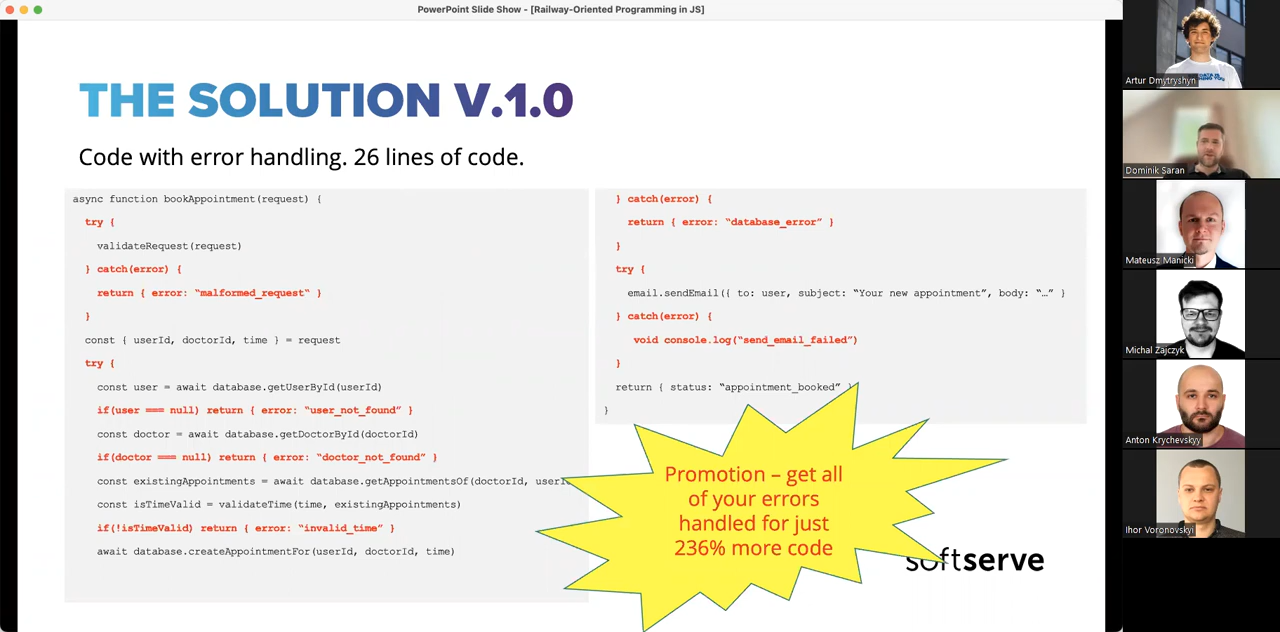 PowerPoint Slide Show - [Railway-Oriented Programming in JS]
THE SOLUTION V.1.0
Code with error handling. 26 lines of code.
async function bookAppointment(request) {
try {
validateRequest(request)
} catch(error) {
return { error: “malformed_request“ }
}
const { userId, doctorId, time } = request
try {
const user = await database.getUserById(userId)
if(user === null) return { error: “user_not_found” }
const doctor = await database.getDoctorById(doctorId)
if(doctor === null) return { error: “doctor_not_found” }
const existingAppointments = await database.getAppointmentsOf(doctorId, userI
const isTimeValid = validateTime(time, existingAppointments)
if(!isTimeValid) return { error: “invalid_time” }
await database.createAppointmentFor(userId, doctorId, time)
} catch(error) {
return { error: “database_error” }
}
try {
email.sendEmail({ to: user, subject: “Your new appointment”, body: “…” }
} catch(error) {
void console.log(“send_email_failed”)
}
return { status: “appointment_booked” }
}
Promotion – get all
of your errors
handled for just
236% more code
softserve
Artur Dmytryshyn
Dominik Saran
Mateusz Manicki
Michał Zajczyk
Anton Krychevskyy
Ihor Voronovskyi